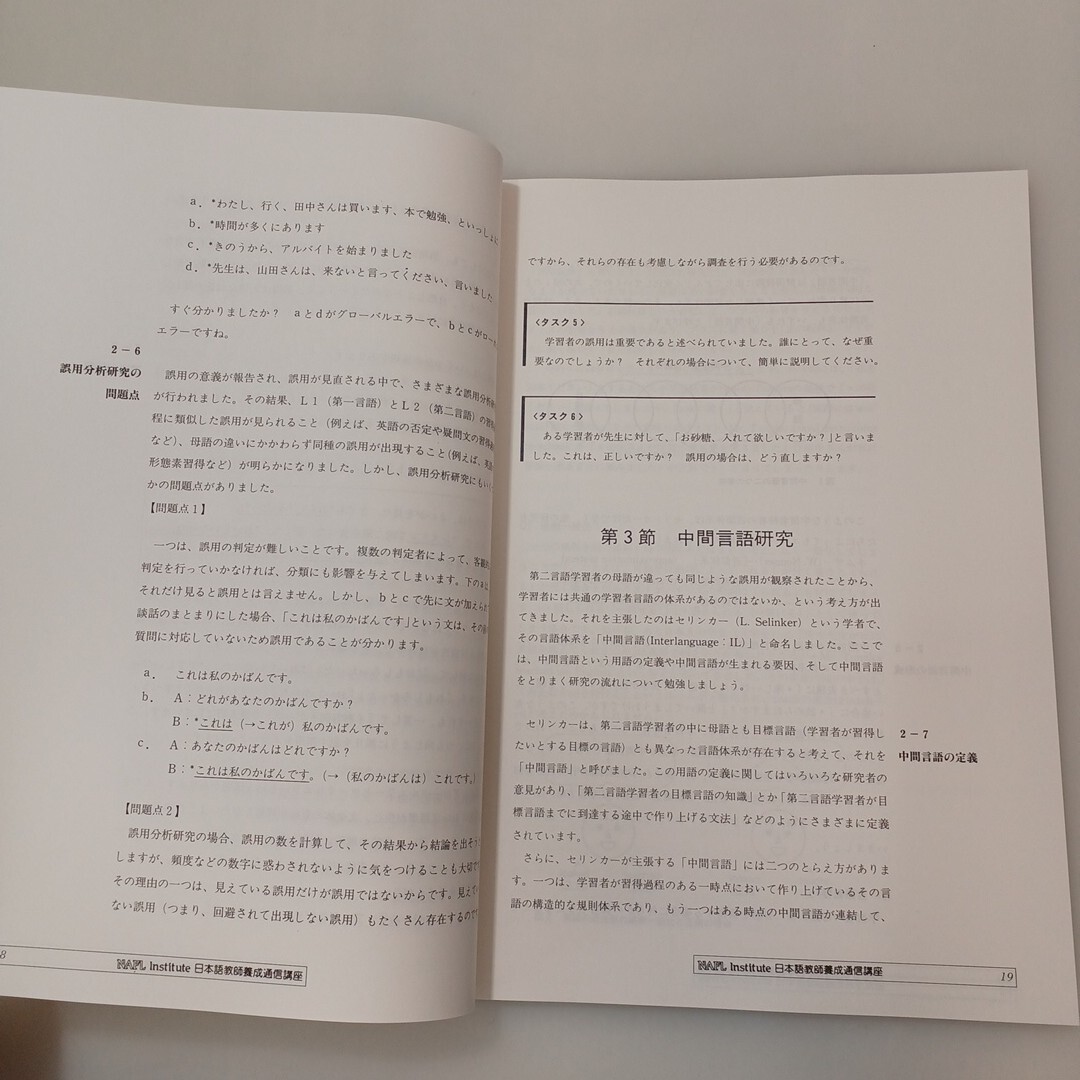 a．*わたし、行く、田中さんは買います、本で勉強、といっしょに
b．*時間が多くにあります
c．*きのうから、アルバイトを始まりました
d．*先生は、山田さんは、来ないと言ってください、言いました
すぐ分かりましたか？ aとdがグローバルエラーで、bとcがロー
エラーですね。
2－6
誤用分析研究の
問題点
誤用の意義が報告され、誤用が見直される中で、さまざまな誤用分析
が行われました。その結果、L1（第一言語）とL2（第二言語）の習得
程に類似した誤用が見られること（例えば、英語の否定や疑問文の習得
など）、母語の違いにかかわらず同種の誤用が出現すること（例えば、英語
形態素習得など）が明らかになりました。しかし、誤用分析研究にもい
かの問題点がありました。
【問題点1】
一つは、誤用の判定が難しいことです。複数の判定者によって、客観
判定を行っていかなければ、分類にも影響を与えてしまいます。下のaは
それだけ見ると誤用とは言えません。しかし、bとcで先に文が加えられ
談話のまとまりにした場合、「これは私のかばんです」という文は、その
質問に対応していないため誤用であることが分かります。
a． これは私のかばんです。
b． A：どれがあなたのかばんですか？
B：*これは（→これが）私のかばんです。
c． A：あなたのかばんはどれですか？
B：*これは私のかばんです。（→（私のかばんは）これです。）
【問題点2】
誤用分析研究の場合、誤用の数を計算して、その結果から結論を出そう
しますが、頻度などの数字に惑わされないように気をつけることも大切で
その理由の一つは、見えている誤用だけが誤用ではないからです。見えて
ない誤用（つまり、回避されて出現しない誤用）もたくさん存在するので
8
NAFL Institute 日本語教師養成通信講座
ですから、それらの存在も考慮しながら調査を行う必要があるのです。
〈タスク5〉
学習者の誤用は重要であると述べられていました。誰にとって、なぜ重
要なのでしょうか？ それぞれの場合について、簡単に説明してください。
〈タスク6〉
ある学習者が先生に対して、「お砂糖、入れて欲しいですか？」と言いま
した。これは、正しいですか？ 誤用の場合は、どう直しますか？
第3節 中間言語研究
第二言語学習者の母語が違っても同じような誤用が観察されたことから、
学習者には共通の学習者言語の体系があるのではないか、という考え方が出
てきました。それを主張したのはセリンカー（L. Selinker）という学者で、
その言語体系を「中間言語(Interlanguage：IL)」と命名しました。ここで
は、中間言語という用語の定義や中間言語が生まれる要因、そして中間言語
をとりまく研究の流れについて勉強しましょう。
セリンカーは、第二言語学習者の中に母語とも目標言語（学習者が習得し
たいとする目標の言語）とも異なった言語体系が存在すると考えて、それを
「中間言語」と呼びました。この用語の定義に関してはいろいろな研究者の
意見があり、「第二言語学習者の目標言語の知識」とか「第二言語学習者が目
標言語までに到達する途中で作り上げる文法」などのようにさまざまに定義
されています。
さらに、セリンカーが主張する「中間言語」には二つのとらえ方がありま
す。一つは、学習者が習得過程のある一時点において作り上げているその言
語の構造的な規則体系であり、もう一つはある時点の中間言語が連結して、
2－7
中間言語の定義
NAFL Institute 日本語教師養成通信講座
19